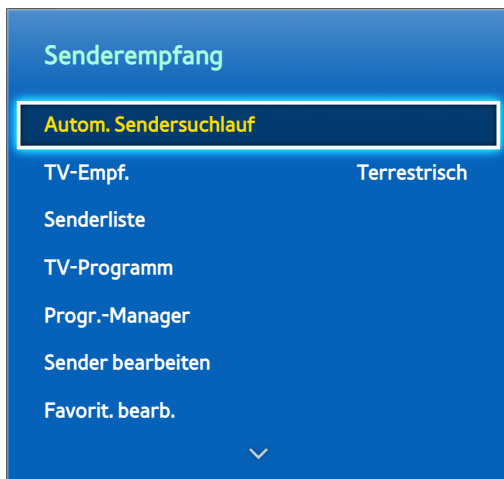 Senderempfang
Autom. Sendersuchlauf
TV-Empf. Terrestrisch
Senderliste
TV-Programm
Progr.-Manager
Sender bearbeiten
Favorit. bearb.